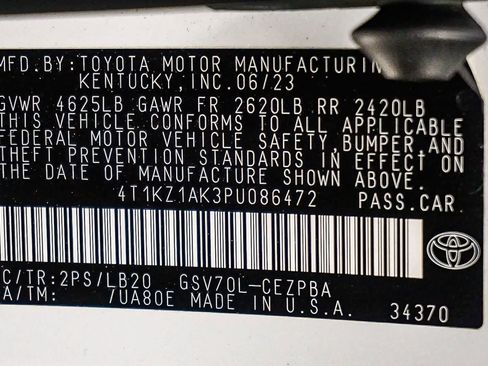 MFD. BY: TOYOTA MOTOR MANUFACTURING
KENTUCKY, INC. 06/23
GVWR 4625LB GAWR FR 2620LB RR 2420LB
THIS VEHICLE CONFORMS TO ALL APPLICABLE
FEDERAL MOTOR VEHICLE SAFETY, BUMPER, AND
THEFT PREVENTION STANDARDS IN EFFECT ON
THE DATE OF MANUFACTURE SHOWN ABOVE.
4T1KZ1AK3PU086472 PASS. CAR
C/TR: 2PS/LB20 GSV70L-CEZPBA
A/TM: 7UA80E MADE IN U.S.A.
34370